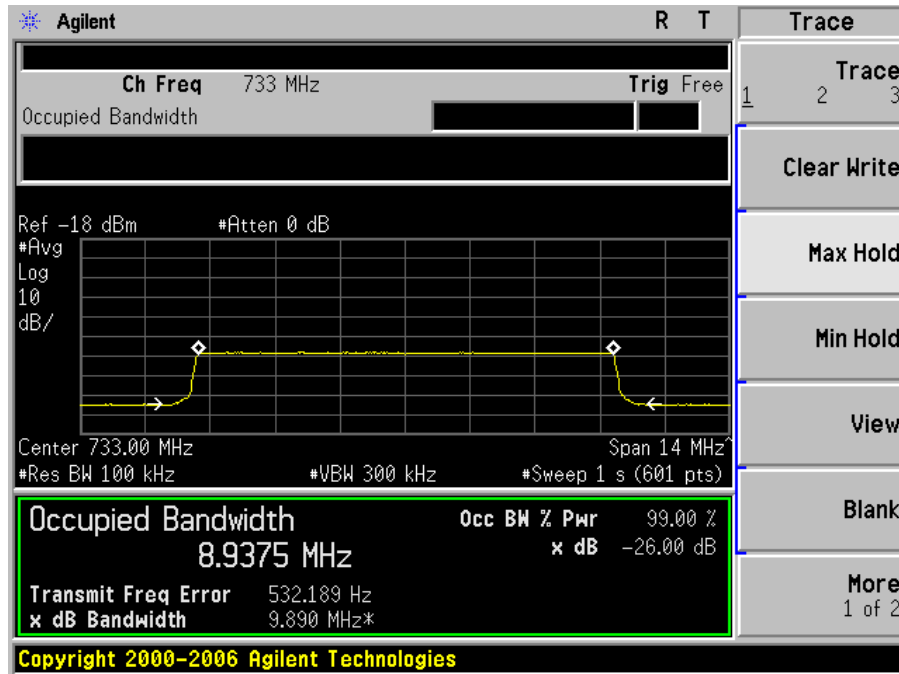 Agilent R T Trace
Ch Freq 733 MHz Trig Free
Occupied Bandwidth
Trace
1 2 3
Clear Write
Max Hold
Min Hold
View
Blank
More
1 of 2
Ref -18 dBm #Atten 0 dB
#Avg
Log
10
dB/
Center 733.00 MHz Span 14 MHz^
#Res BW 100 kHz #VBW 300 kHz #Sweep 1 s (601 pts)
Occupied Bandwidth Occ BW % Pwr 99.00 %
8.9375 MHz x dB -26.00 dB
Transmit Freq Error 532.189 Hz
x dB Bandwidth 9.890 MHz*
Copyright 2000-2006 Agilent Technologies